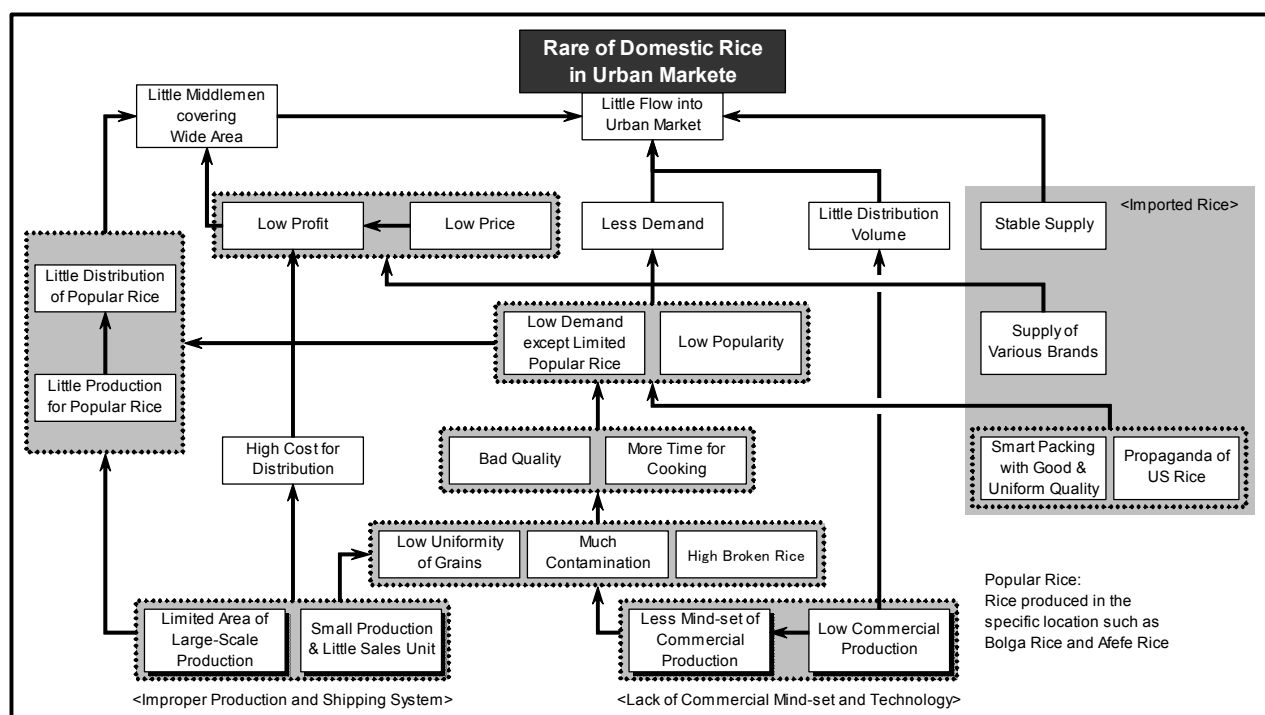 Rare of Domestic Rice
in Urban Markete
Little Middlemen
covering
Wide Area
Little Flow into
Urban Market
<Imported Rice>
Low Profit
Low Price
Less Demand
Little Distribution
Volume
Stable Supply
Little Distribution
of Popular Rice
Low Demand
except Limited
Popular Rice
Low Popularity
Supply of
Various Brands
Little Production
for Popular Rice
High Cost for
Distribution
Bad Quality
More Time for
Cooking
Smart Packing
with Good &
Uniform Quality
Propaganda of
US Rice
Low Uniformity
of Grains
Much
Contamination
High Broken Rice
Popular Rice:
Rice produced in the
specific location such as
Bolga Rice and Afefe Rice
Limited Area of
Large-Scale
Production
Small Production
& Little Sales Unit
Less Mind-set of
Commercial
Production
Low Commercial
Production
<Improper Production and Shipping System>
<Lack of Commercial Mind-set and Technology>